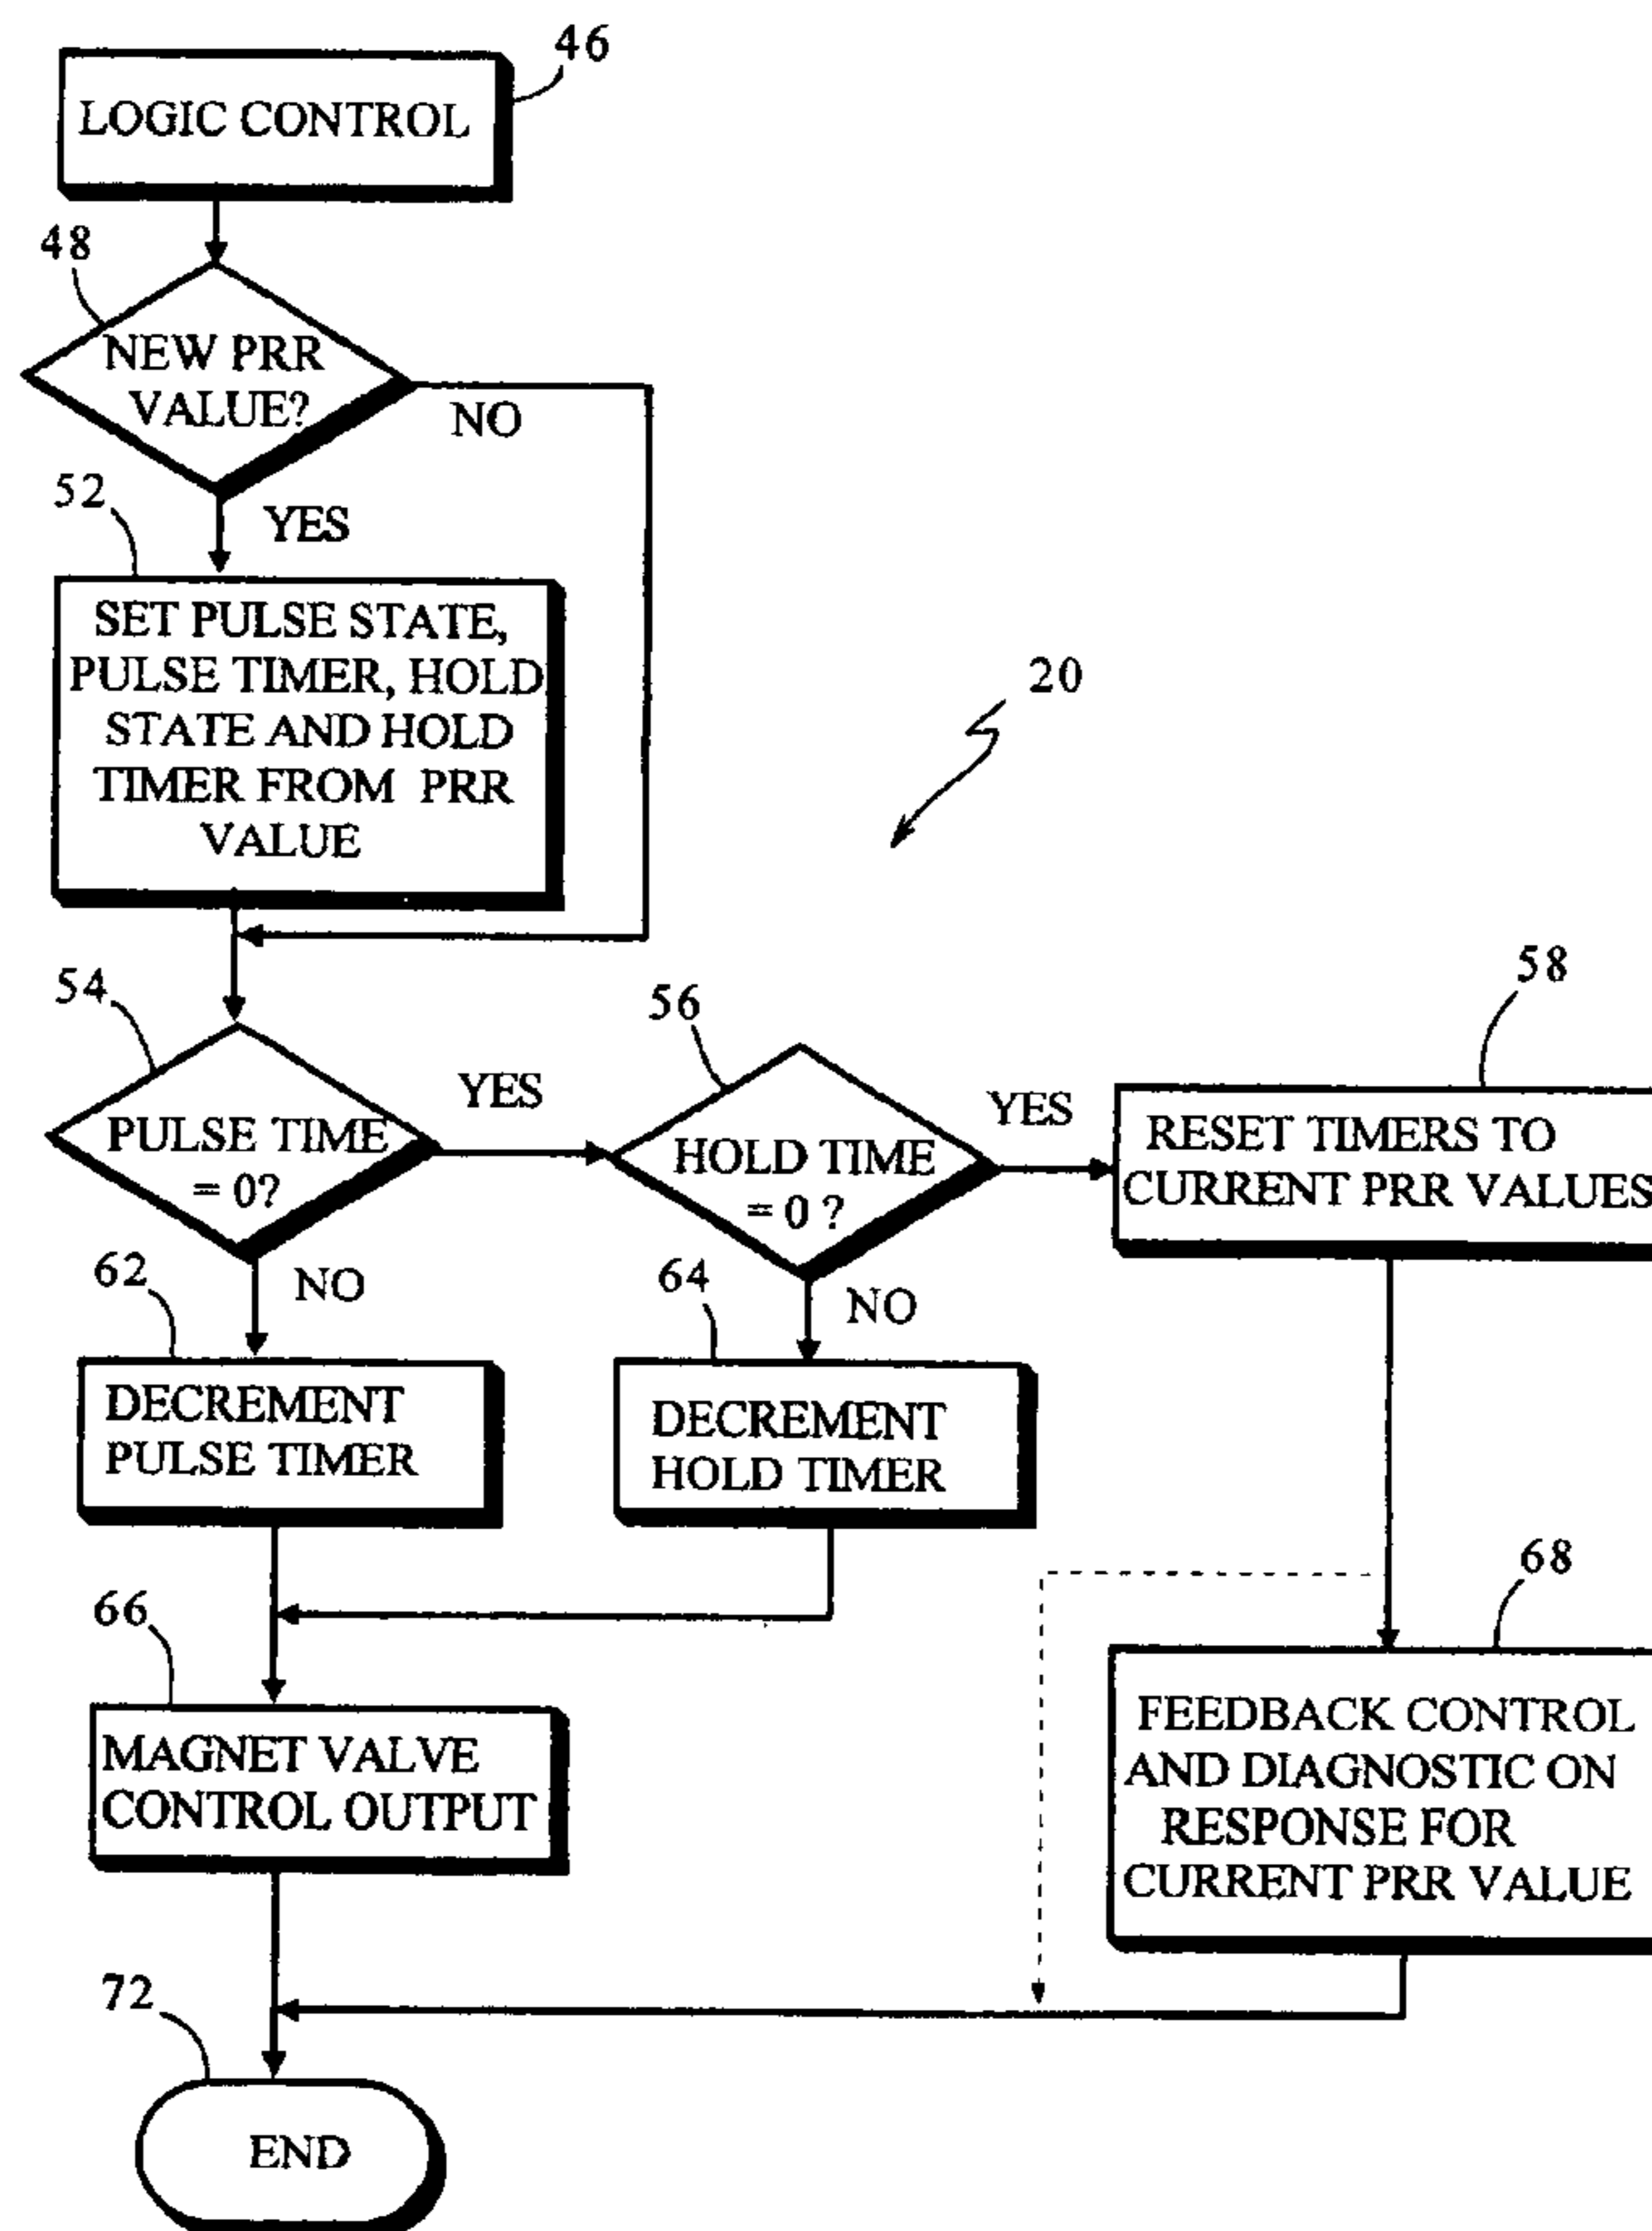 46
LOGIC CONTROL
48
NEW PRR
VALUE?
NO
52
YES
SET PULSE STATE,
PULSE TIMER, HOLD
STATE AND HOLD
TIMER FROM PRR
VALUE
20
54
PULSE TIME
= 0?
YES
56
HOLD TIME
= 0 ?
YES
58
RESET TIMERS TO
CURRENT PRR VALUES
62
NO
64
NO
DECREMENT
PULSE TIMER
DECREMENT
HOLD TIMER
66
MAGNET VALVE
CONTROL OUTPUT
68
FEEDBACK CONTROL
AND DIAGNOSTIC ON
RESPONSE FOR
CURRENT PRR VALUE
72
END